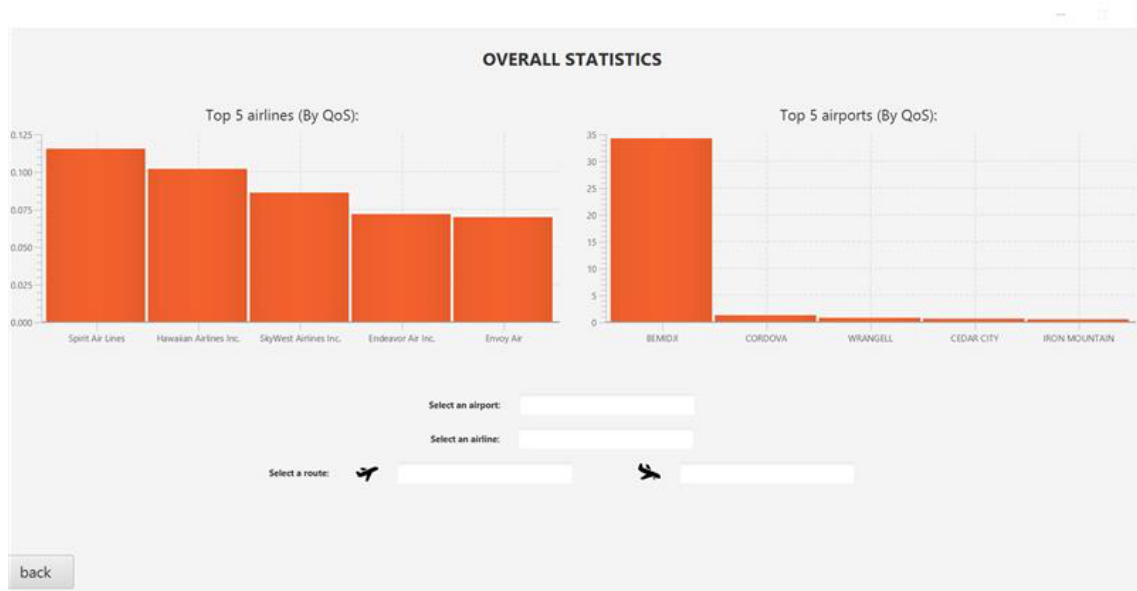 OVERALL STATISTICS
Top 5 airlines (By QoS):
0.125
0.100
0.075
0.050
0.025
0.000
Spirit Air Lines Hawaiian Airlines Inc. SkyWest Airlines Inc. Endeavor Air Inc. Envoy Air
Top 5 airports (By QoS):
35
30
25
20
15
10
5
0
BEMIDJI CORDOVA WRANGELL CEDAR CITY IRON MOUNTAIN
Select an airport:
Select an airline:
Select a route:
back